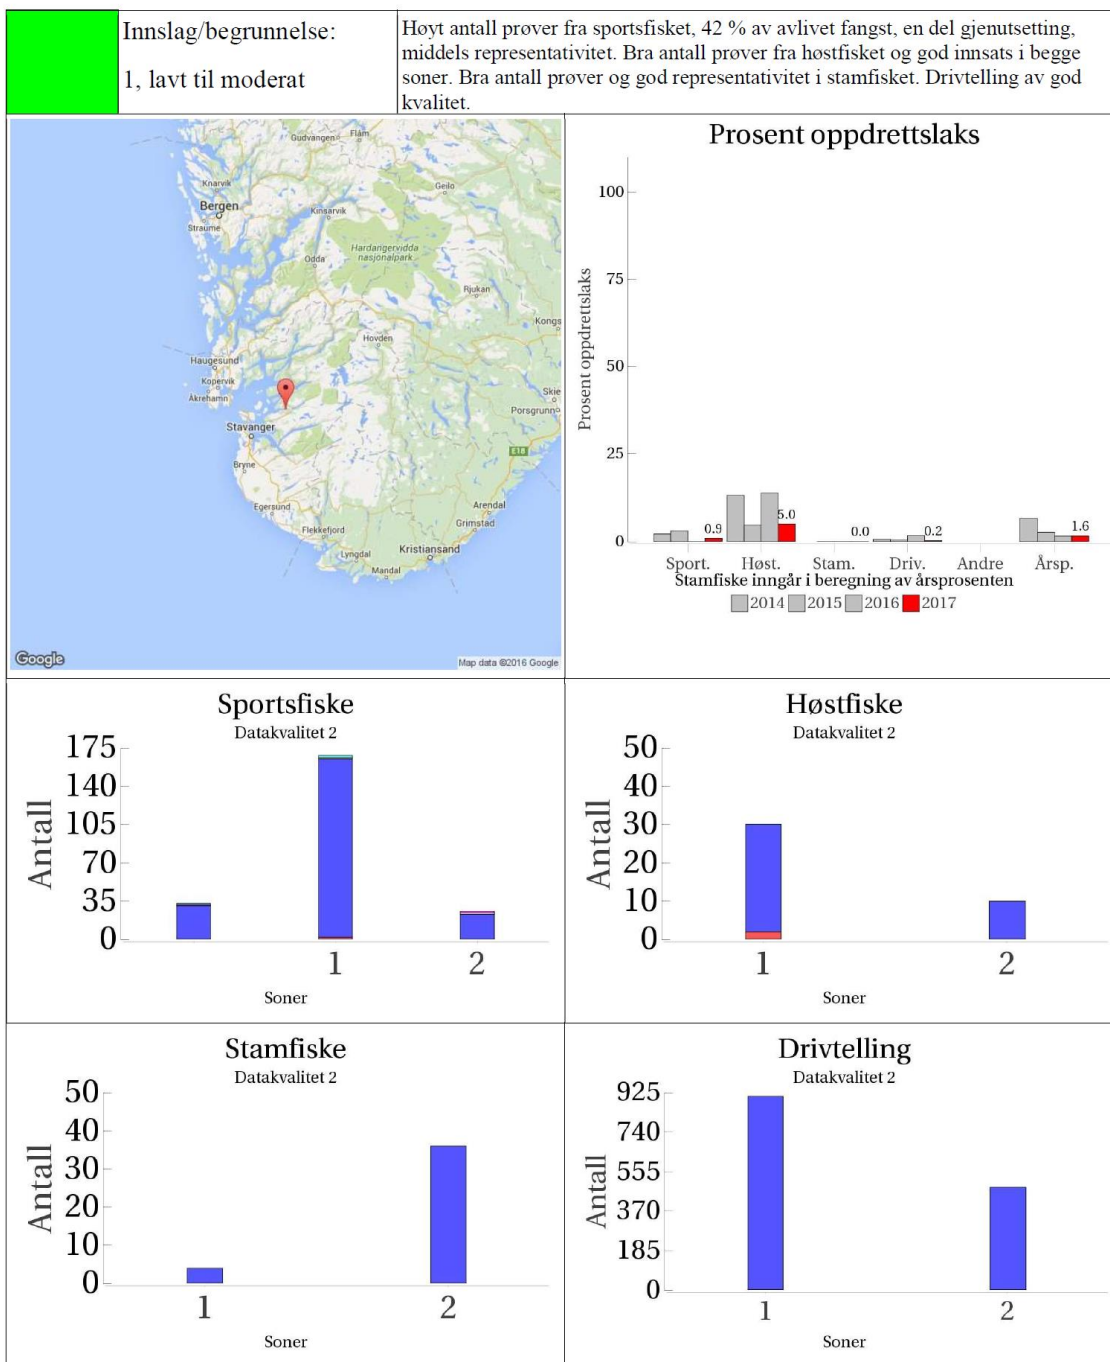 Innslag/begrunnelse:
1, lavt til moderat
Høyt antall prøver fra sportsfisket, 42 % av avlivet fangst, en del gjenutsetting,
middels representativitet. Bra antall prøver fra høstfisket og god innsats i begge
soner. Bra antall prøver og god representativitet i stamfisket. Drivtelling av god
kvalitet.
Gudvangen
Flåm
Knarvik
Bergen
Straume
Geilo
Kinsarvik
Hardangervidda
nasjonalpark
Odda
Rjukan
Kongs
Hovden
Haugesund
Kopervik
Åkrehamn
Skie
Porsgrunn
Stavanger
E18
Bryne
Egersund
Arendal
Grimstad
Flekkefjord
Lyngdal
Kristiansand
Mandal
Google
Map data ©2016 Google
Prosent oppdrettslaks
Prosent oppdrettslaks
100
75
50
25
0
0.9
5.0
0.0
0.2
1.6
Sport.
Høst.
Stam.
Driv.
Andre
Årsp.
Stamfiske inngår i beregning av årsprosenten
2014 2015 2016 2017
Sportsfiske
Datakvalitet 2
Antall
175
140
105
70
35
0
1
2
Soner
Høstfiske
Datakvalitet 2
Antall
50
40
30
20
10
0
1
2
Soner
Stamfiske
Datakvalitet 2
Antall
50
40
30
20
10
0
1
2
Soner
Drivtelling
Datakvalitet 2
Antall
925
740
555
370
185
0
1
2
Soner